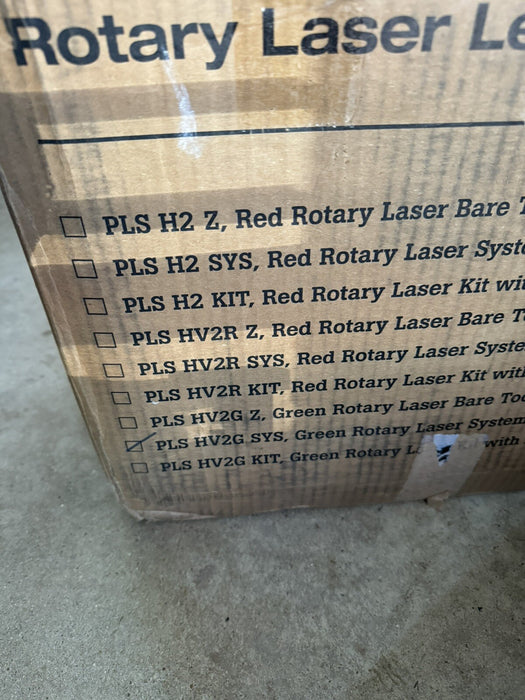 Rotary Laser Le
PLS H2 Z, Red Rotary Laser Bare T
PLS H2 SYS, Red Rotary Laser Syste
PLS H2 KIT, Red Rotary Laser Kit wit
PLS HV2R Z, Red Rotary Laser Bare T
PLS HV2R SYS, Red Rotary Laser System
PLS HV2R KIT, Red Rotary Laser Kit with
PLS HV2G Z, Green Rotary Laser Bare Too
PLS HV2G SYS, Green Rotary Laser System
PLS HV2G KIT, Green Rotary La Kit with